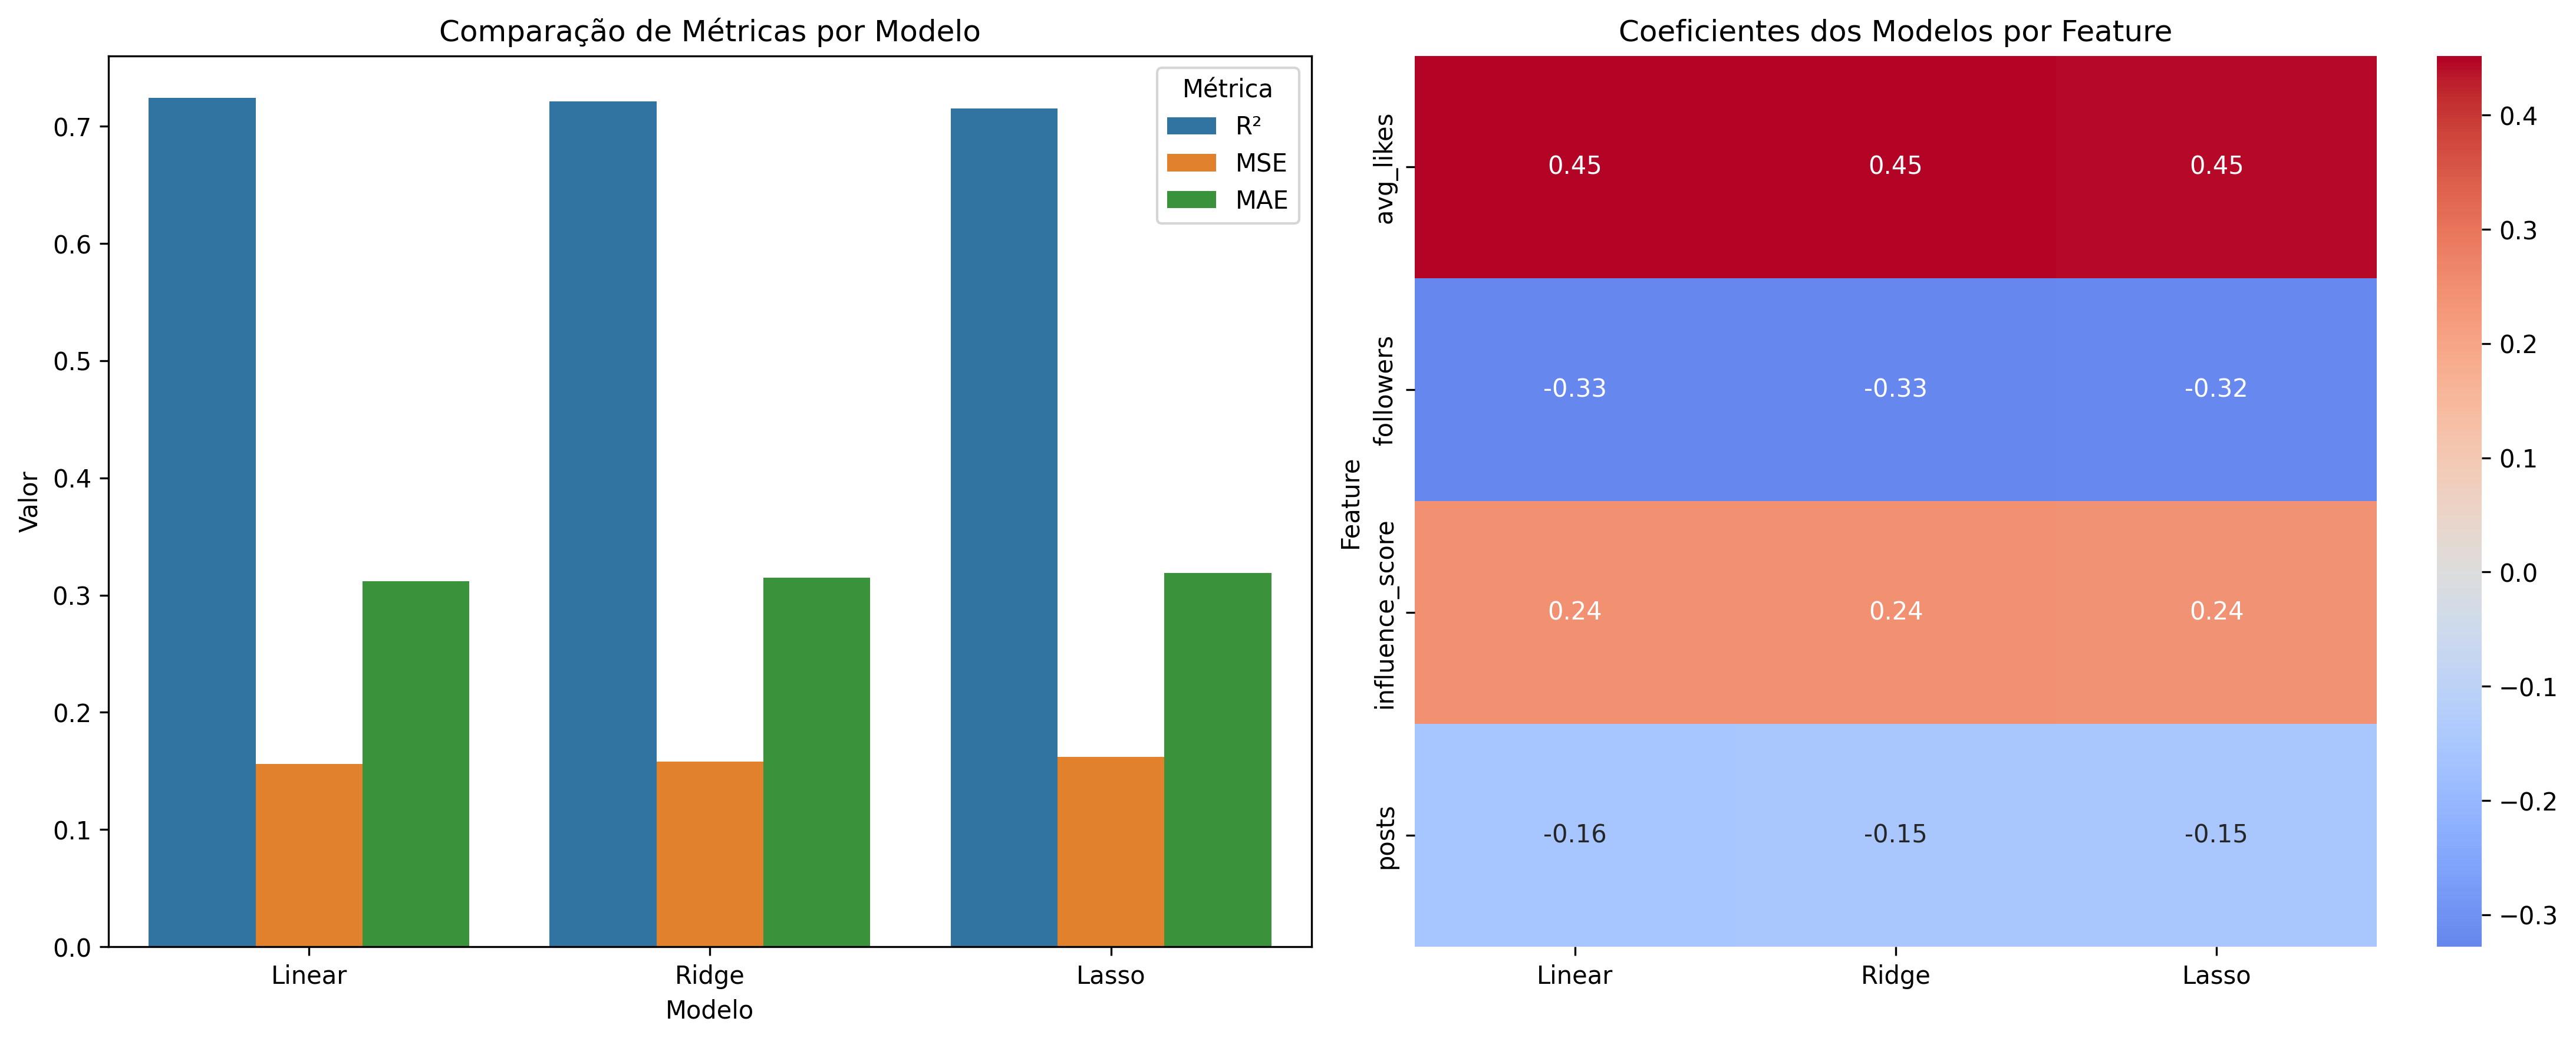 Comparação de Métricas por Modelo
Valor
0.7
0.6
0.5
0.4
0.3
0.2
0.1
0.0
Métrica
R²
MSE
MAE
Linear
Ridge
Lasso
Modelo
Coeficientes dos Modelos por Feature
Feature
avg_likes
0.45
0.45
0.45
followers
-0.33
-0.33
-0.32
influence_score
0.24
0.24
0.24
posts
-0.16
-0.15
-0.15
Linear
Ridge
Lasso
0.4
0.3
0.2
0.1
0.0
−0.1
−0.2
−0.3